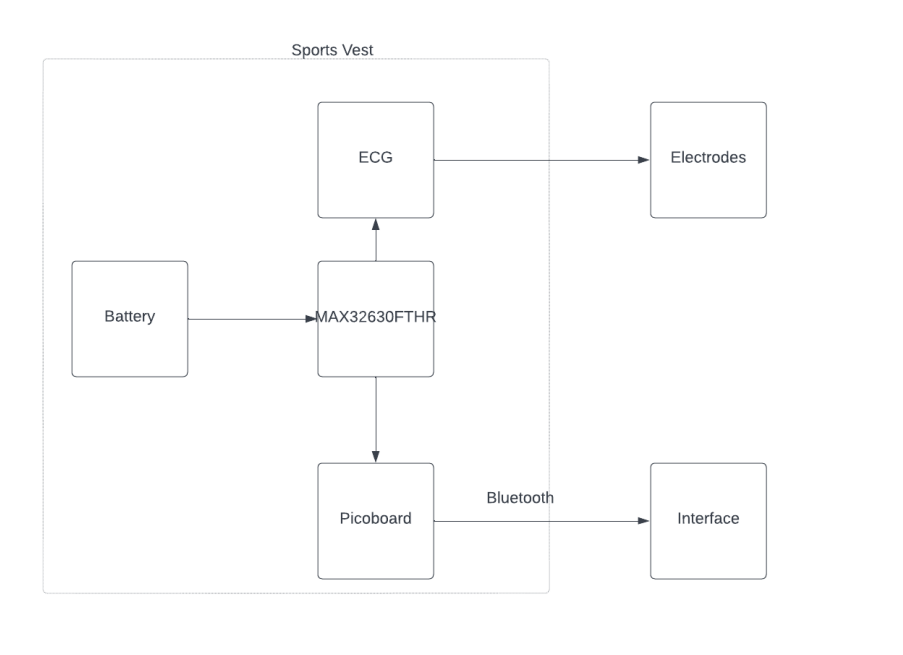 Sports Vest
ECG
Electrodes
Battery
MAX32630FTHR
Bluetooth
Picoboard
Interface